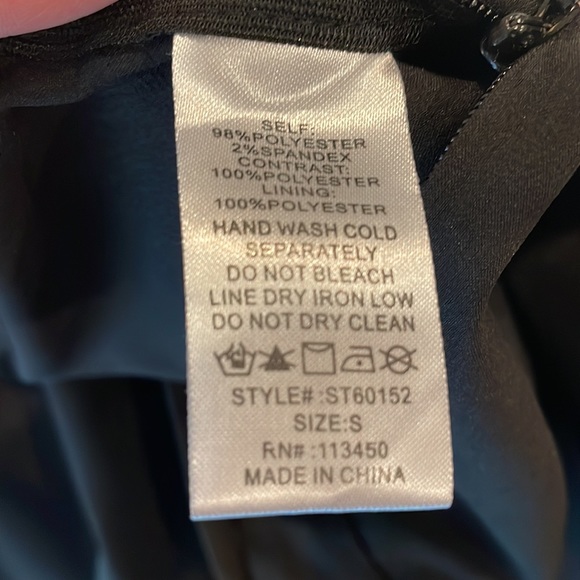 SELF:
98%POLYESTER
2%SPANDEX
CONTRAST:
100%POLYESTER
LINING:
100%POLYESTER
HAND WASH COLD
SEPARATELY
DO NOT BLEACH
LINE DRY IRON LOW
DO NOT DRY CLEAN
STYLE# :ST60152
SIZE:S
RN# :113450
MADE IN CHINA